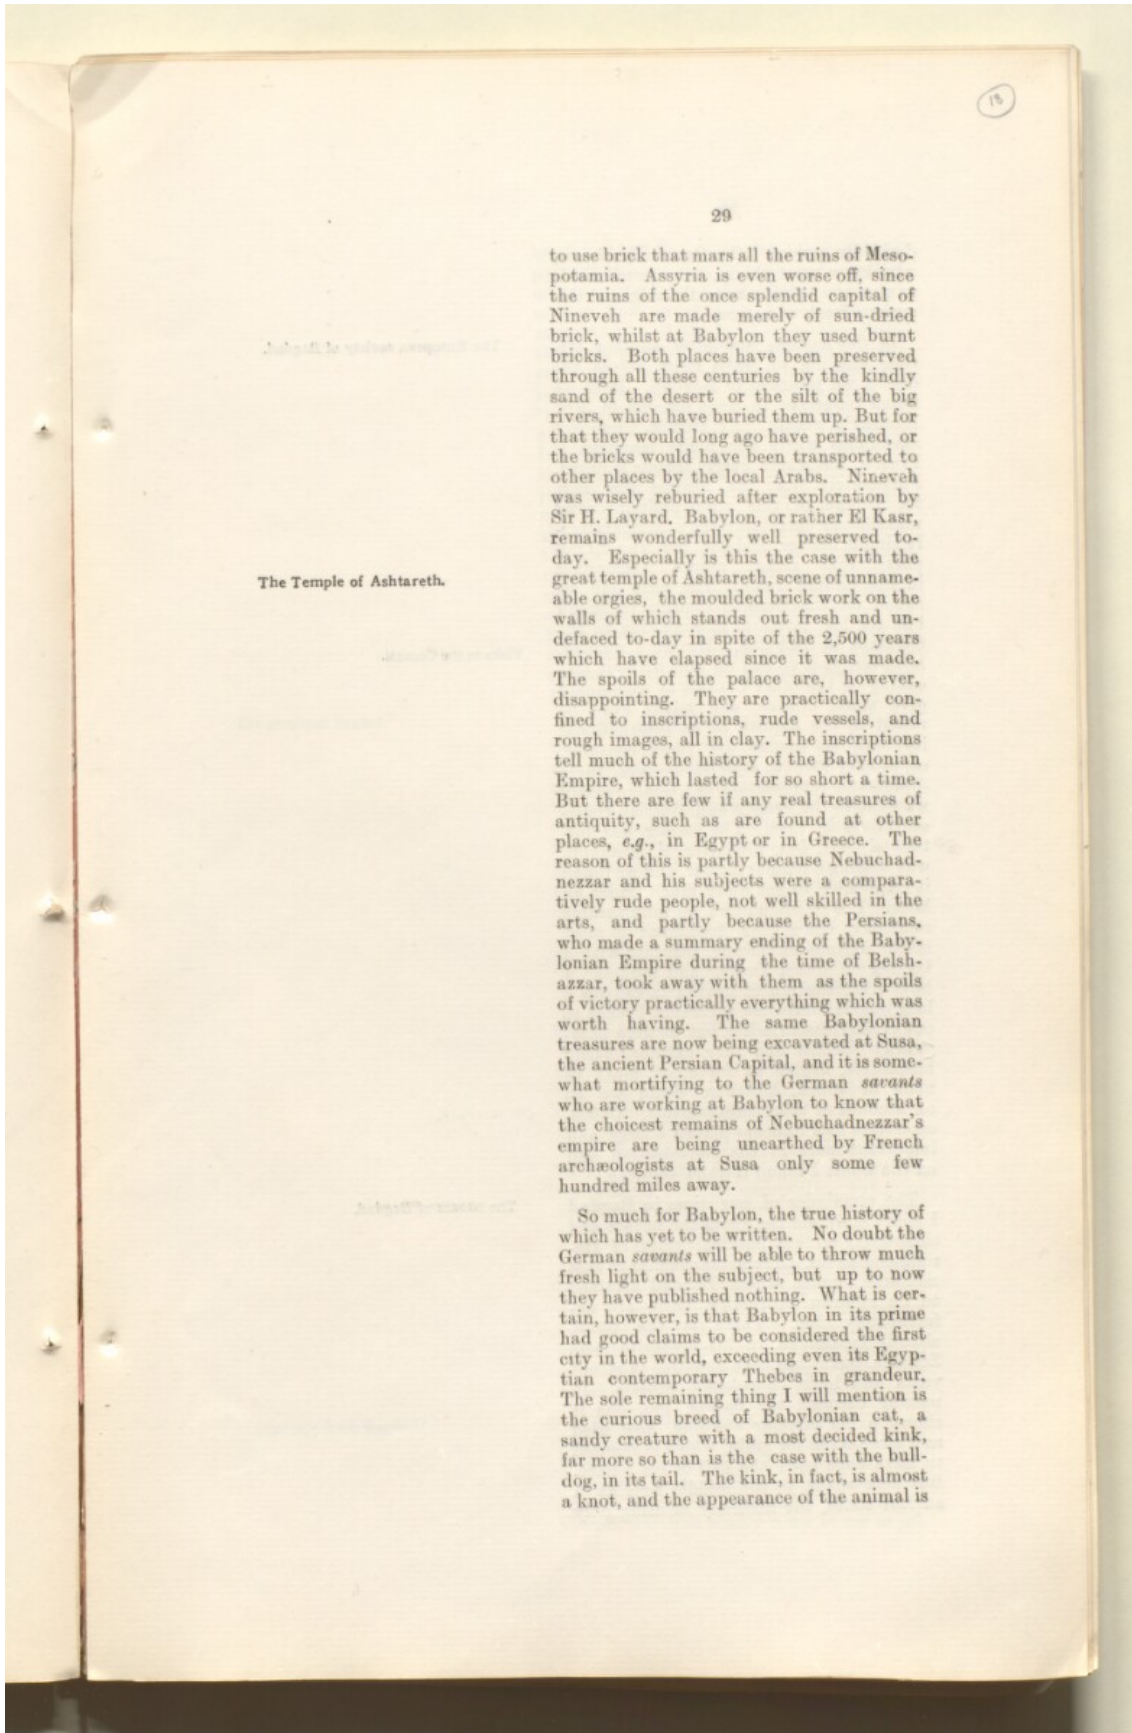 18
29
to use brick that mars all the ruins of Meso-
potamia. Assyria is even worse off, since
the ruins of the once splendid capital of
Nineveh are made merely of sun-dried
brick, whilst at Babylon they used burnt
bricks. Both places have been preserved
through all these centuries by the kindly
sand of the desert or the silt of the big
rivers, which have buried them up. But for
that they would long ago have perished, or
the bricks would have been transported to
other places by the local Arabs. Nineveh
was wisely reburied after exploration by
Sir H. Layard. Babylon, or rather El Kasr,
remains wonderfully well preserved to-
day. Especially is this the case with the
The Temple of Ashtareth.
great temple of Ashtareth, scene of unname-
able orgies, the moulded brick work on the
walls of which stands out fresh and un-
defaced to-day in spite of the 2,500 years
which have elapsed since it was made.
The spoils of the palace are, however,
disappointing. They are practically con-
fined to inscriptions, rude vessels, and
rough images, all in clay. The inscriptions
tell much of the history of the Babylonian
Empire, which lasted for so short a time.
But there are few if any real treasures of
antiquity, such as are found at other
places, e.g., in Egypt or in Greece. The
reason of this is partly because Nebuchad-
nezzar and his subjects were a compara-
tively rude people, not well skilled in the
arts, and partly because the Persians,
who made a summary ending of the Baby-
lonian Empire during the time of Belsh-
azzar, took away with them as the spoils
of victory practically everything which was
worth having. The same Babylonian
treasures are now being excavated at Susa,
the ancient Persian Capital, and it is some-
what mortifying to the German savants
who are working at Babylon to know that
the choicest remains of Nebuchadnezzar's
empire are being unearthed by French
archæologists at Susa only some few
hundred miles away.
So much for Babylon, the true history of
which has yet to be written. No doubt the
German savants will be able to throw much
fresh light on the subject, but up to now
they have published nothing. What is cer-
tain, however, is that Babylon in its prime
had good claims to be considered the first
city in the world, exceeding even its Egyp-
tian contemporary Thebes in grandeur.
The sole remaining thing I will mention is
the curious breed of Babylonian cat, a
sandy creature with a most decided kink,
far more so than is the case with the bull-
dog, in its tail. The kink, in fact, is almost
a knot, and the appearance of the animal is